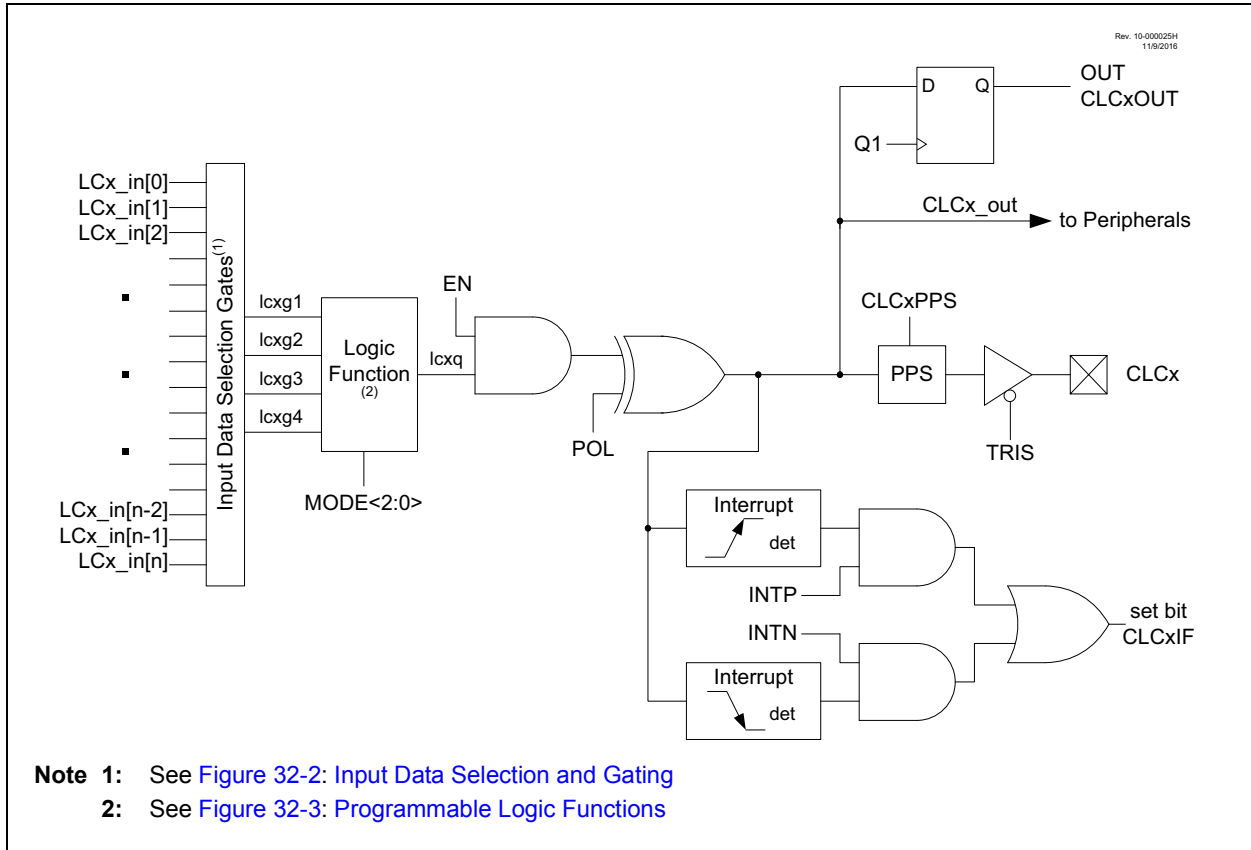 Rev. 10-000025H
11/9/2016
D Q
OUT
CLCxOUT
Q1
LCx_in[0]
LCx_in[1]
LCx_in[2]
CLCx_out
to Peripherals
Input Data Selection Gates(1)
EN
CLCxPPS
lcxg1
lcxg2
lcxg3
lcxg4
Logic
Function
(2)
lcxq
PPS
CLCx
POL
TRIS
MODE<2:0>
LCx_in[n-2]
LCx_in[n-1]
LCx_in[n]
Interrupt
det
INTP
INTN
set bit
CLCxIF
Interrupt
det
Note 1: See Figure 32-2: Input Data Selection and Gating
2: See Figure 32-3: Programmable Logic Functions